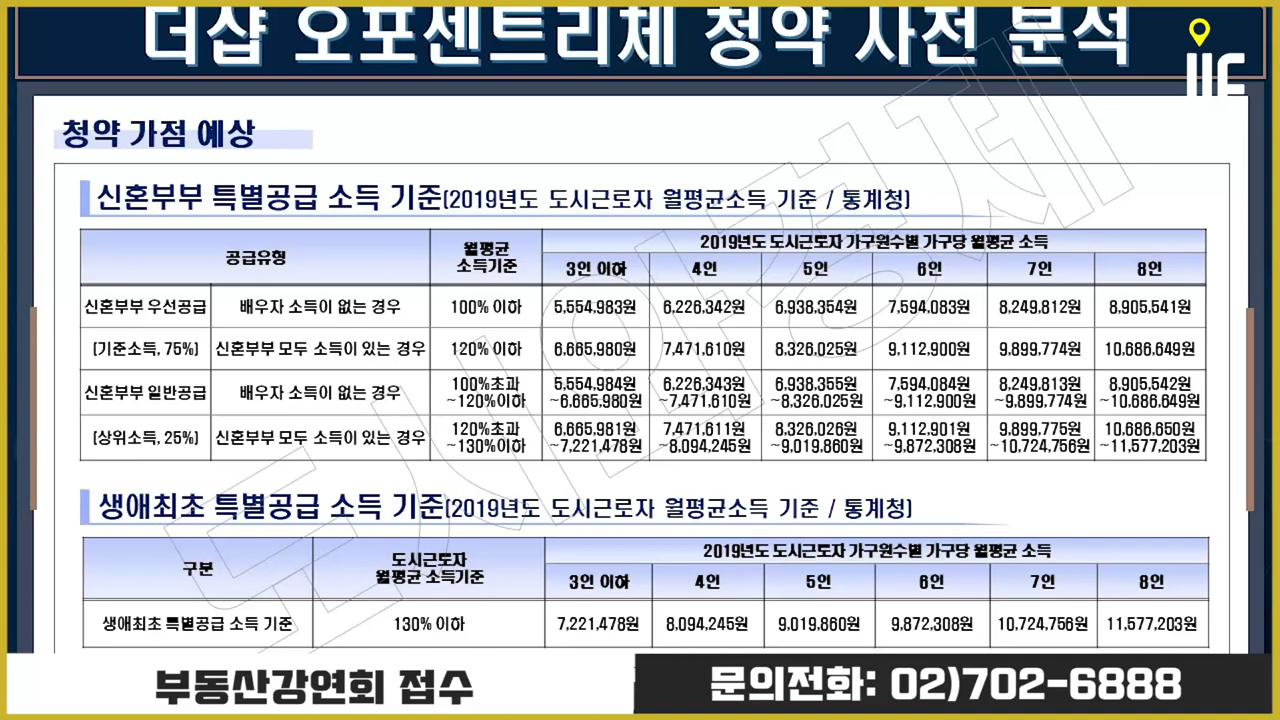 더샵 오포센트리체 청약 사전 분석
청약 가점 예상
신혼부부 특별공급 소득 기준(2019년도 도시근로자 월평균소득 기준 / 통계청)
공급유형 월평균 소득기준 2019년도 도시근로자 가구원수별 가구당 월평균 소득
3인 이하 4인 5인 6인 7인 8인
신혼부부 우선공급 배우자 소득이 없는 경우 100% 이하 5,554,983원 6,226,342원 6,938,354원 7,594,083원 8,249,812원 8,905,541원
(기준소득, 75%) 신혼부부 모두 소득이 있는 경우 120% 이하 6,665,980원 7,471,610원 8,326,025원 9,112,900원 9,899,774원 10,686,649원
신혼부부 일반공급 배우자 소득이 없는 경우 100%초과 ~120%이하 5,554,984원 ~6,665,980원 6,226,343원 ~7,471,610원 6,938,355원 ~8,326,025원 7,594,084원 ~9,112,900원 8,249,813원 ~9,899,774원 8,905,542원 ~10,686,649원
(상위소득, 25%) 신혼부부 모두 소득이 있는 경우 120%초과 ~130%이하 6,665,981원 ~7,221,478원 7,471,611원 ~8,094,245원 8,326,026원 ~9,019,860원 9,112,901원 ~9,872,308원 9,899,775원 ~10,724,756원 10,686,650원 ~11,577,203원
생애최초 특별공급 소득 기준(2019년도 도시근로자 월평균소득 기준 / 통계청)
구분 도시근로자 월평균 소득기준 2019년도 도시근로자 가구원수별 가구당 월평균 소득
3인 이하 4인 5인 6인 7인 8인
생애최초 특별공급 소득 기준 130% 이하 7,221,478원 8,094,245원 9,019,860원 9,872,308원 10,724,756원 11,577,203원
도시와경제
부동산강연회 접수
문의전화: 02)702-6888